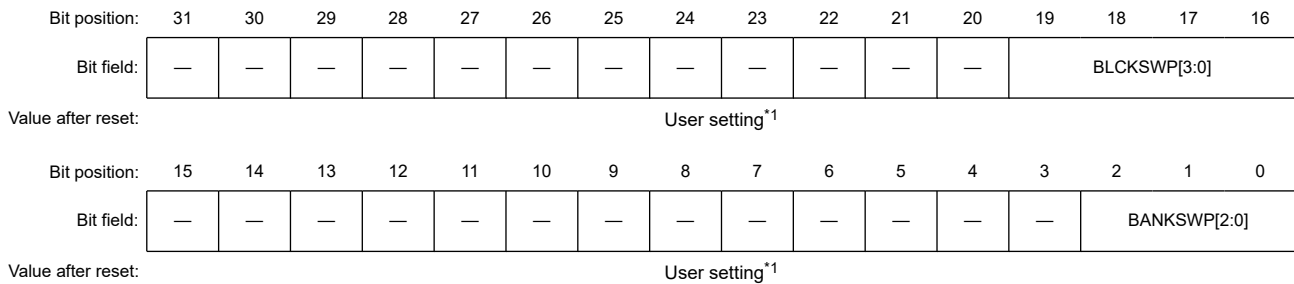 Bit position: 31 30 29 28 27 26 25 24 23 22 21 20 19 18 17 16
Bit field: — — — — — — — — — — — — BLCKSWP[3:0]
Value after reset: User setting*1
Bit position: 15 14 13 12 11 10 9 8 7 6 5 4 3 2 1 0
Bit field: — — — — — — — — — — — — — BANKSWP[2:0]
Value after reset: User setting*1